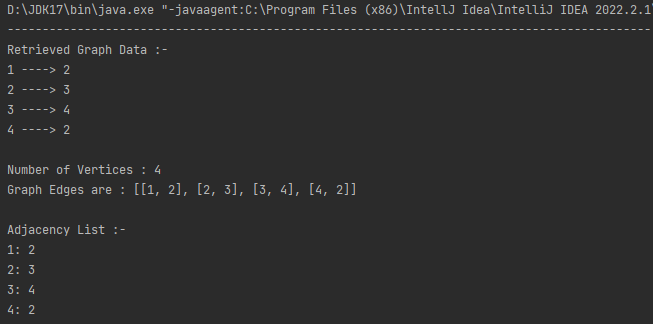 D:\JDK17\bin\java.exe "-javaagent:C:\Program Files (x86)\IntellJ Idea\IntelliJ IDEA 2022.2.1
-------------------------------------------------------------------------------------------
Retrieved Graph Data :-
1 ----> 2
2 ----> 3
3 ----> 4
4 ----> 2
Number of Vertices : 4
Graph Edges are : [[1, 2], [2, 3], [3, 4], [4, 2]]
Adjacency List :-
1: 2
2: 3
3: 4
4: 2